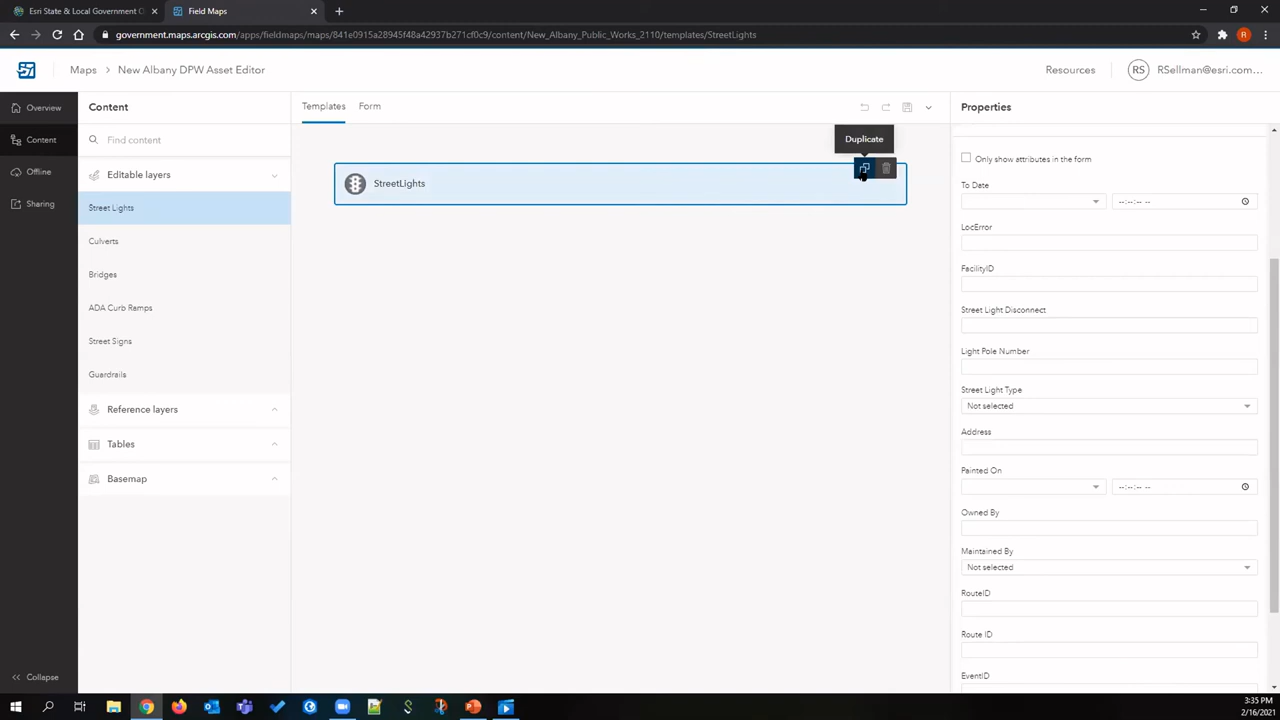 Esri State & Local Government O
Field Maps
government.maps.arcgis.com/apps/fieldmaps/maps/841e0915a28945f48a42937b271cf0c9/content/New_Albany_Public_Works_2110/templates/StreetLights
R
Maps > New Albany DPW Asset Editor
Resources
RS
RSellman@esri.com...
Overview
Content
Offline
Sharing
Collapse
Content
Find content
Editable layers
Street Lights
Culverts
Bridges
ADA Curb Ramps
Street Signs
Guardrails
Reference layers
Tables
Basemap
Templates
Form
Duplicate
StreetLights
Properties
Only show attributes in the form
To Date
--:--:-- --
LocError
FacilityID
Street Light Disconnect
Light Pole Number
Street Light Type
Not selected
Address
Painted On
--:--:-- --
Owned By
Maintained By
Not selected
RouteID
Route ID
EventID
3:35 PM
2/16/2021